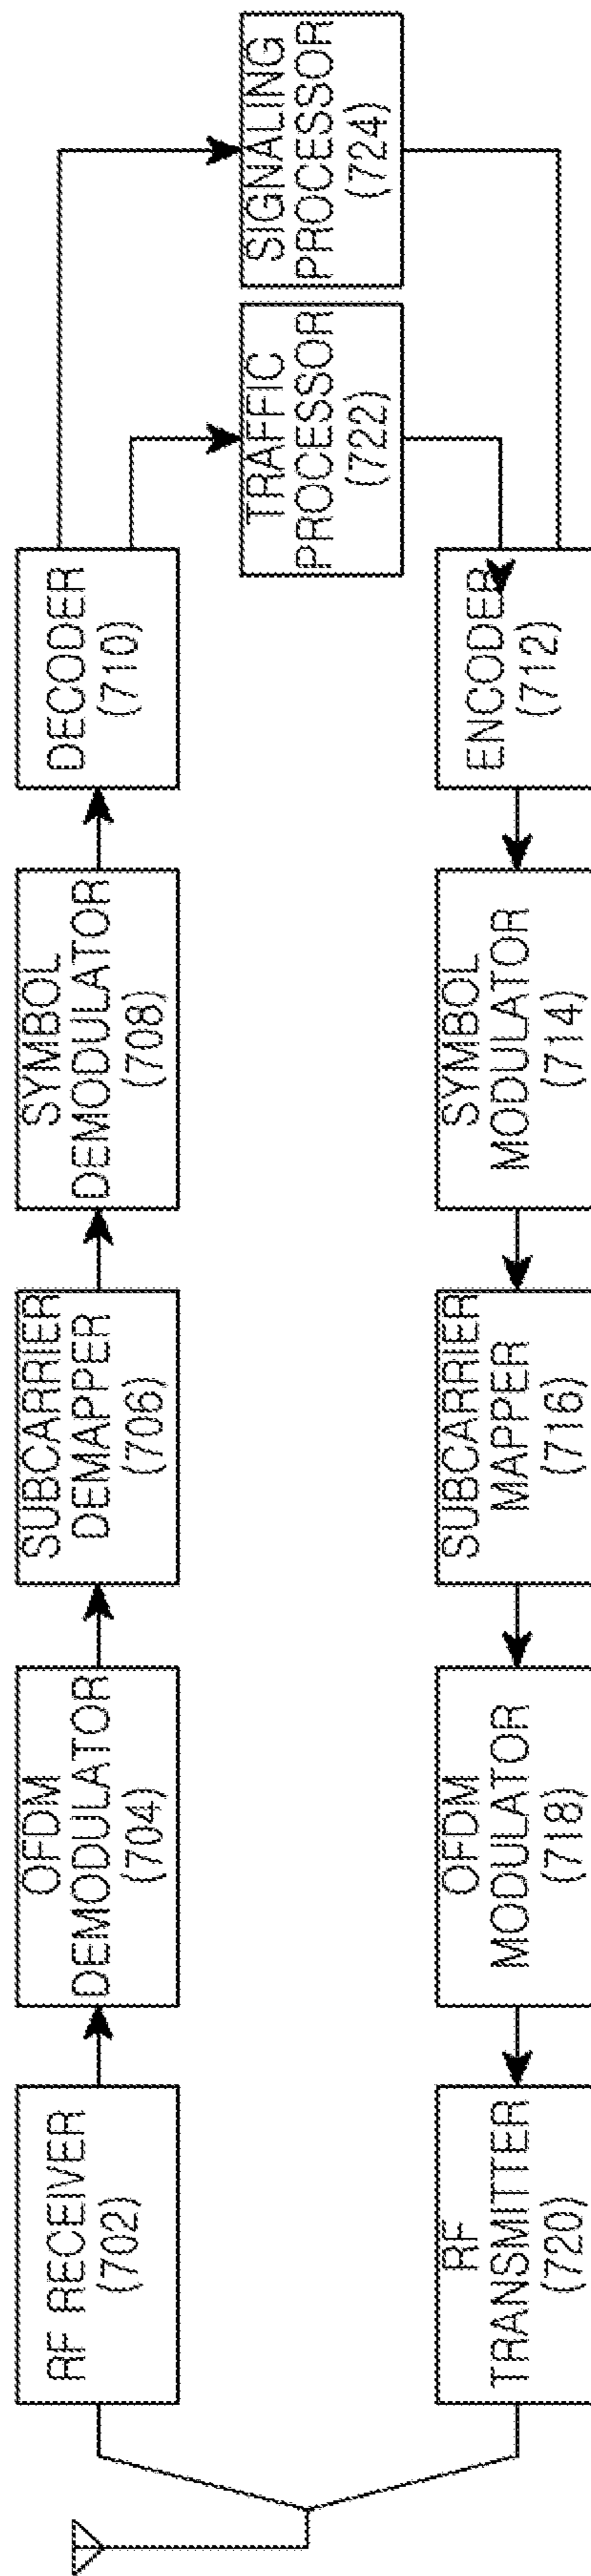 RF RECEIVER
(702)
OFDM
DEMODULATOR
(704)
SUBCARRIER
DEMAPPER
(706)
SYMBOL
DEMODULATOR
(708)
DECODER
(710)
TRAFFIC
PROCESSOR
(722)
SIGNALING
PROCESSOR
(724)
RF
TRANSMITTER
(720)
OFDM
MODULATOR
(718)
SUBCARRIER
MAPPER
(716)
SYMBOL
MODULATOR
(714)
ENCODER
(712)